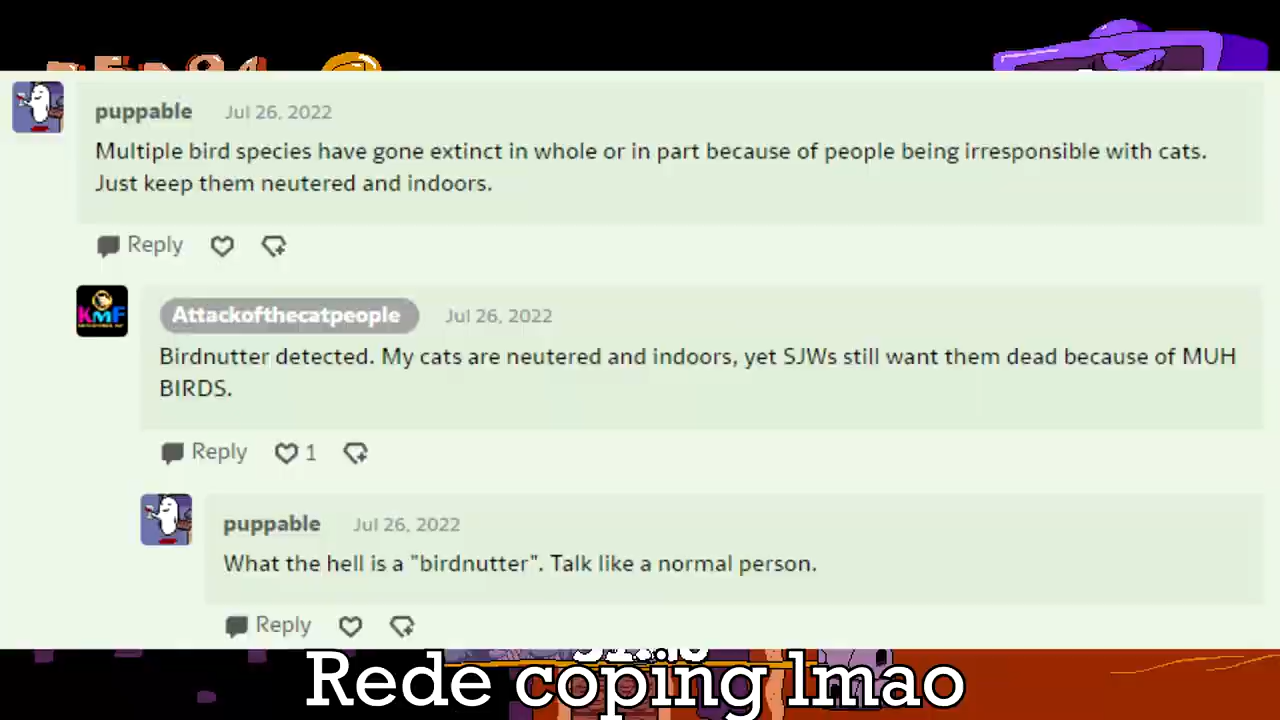 puppable Jul 26, 2022
Multiple bird species have gone extinct in whole or in part because of people being irresponsible with cats.
Just keep them neutered and indoors.
Reply
KMF
Attackofthecatpeople Jul 26, 2022
Birdnutter detected. My cats are neutered and indoors, yet SJWs still want them dead because of MUH
BIRDS.
Reply 1
puppable Jul 26, 2022
What the hell is a "birdnutter". Talk like a normal person.
Reply
Rede coping lmao